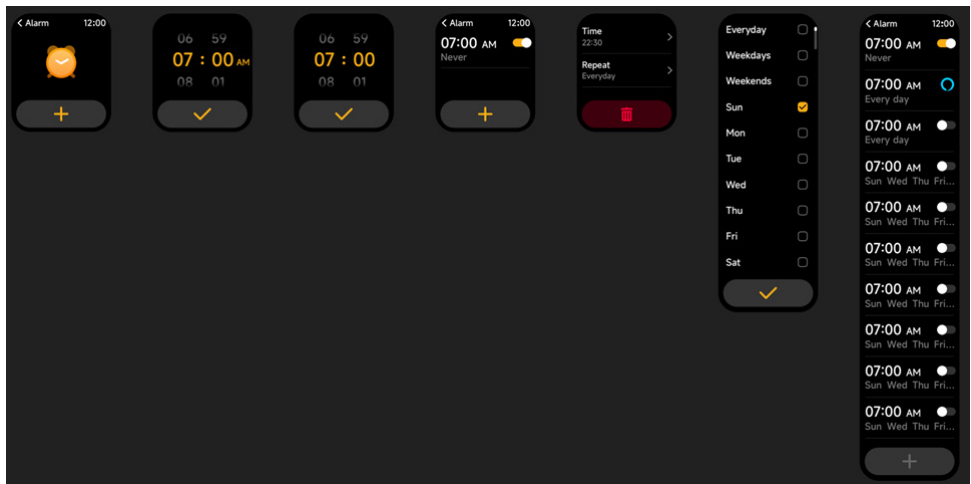 < Alarm 12:00
06 59
07 : 00 AM
08 01
06 59
07 : 00
08 01
< Alarm 12:00
07:00 AM
Never
Time
22:30
Repeat
Everyday
Everyday
Weekdays
Weekends
Sun
Mon
Tue
Wed
Thu
Fri
Sat
< Alarm 12:00
07:00 AM
Never
07:00 AM
Every day
07:00 AM
Every day
07:00 AM
Sun Wed Thu Fri...
07:00 AM
Sun Wed Thu Fri...
07:00 AM
Sun Wed Thu Fri...
07:00 AM
Sun Wed Thu Fri...
07:00 AM
Sun Wed Thu Fri...
07:00 AM
Sun Wed Thu Fri...
07:00 AM
Sun Wed Thu Fri...